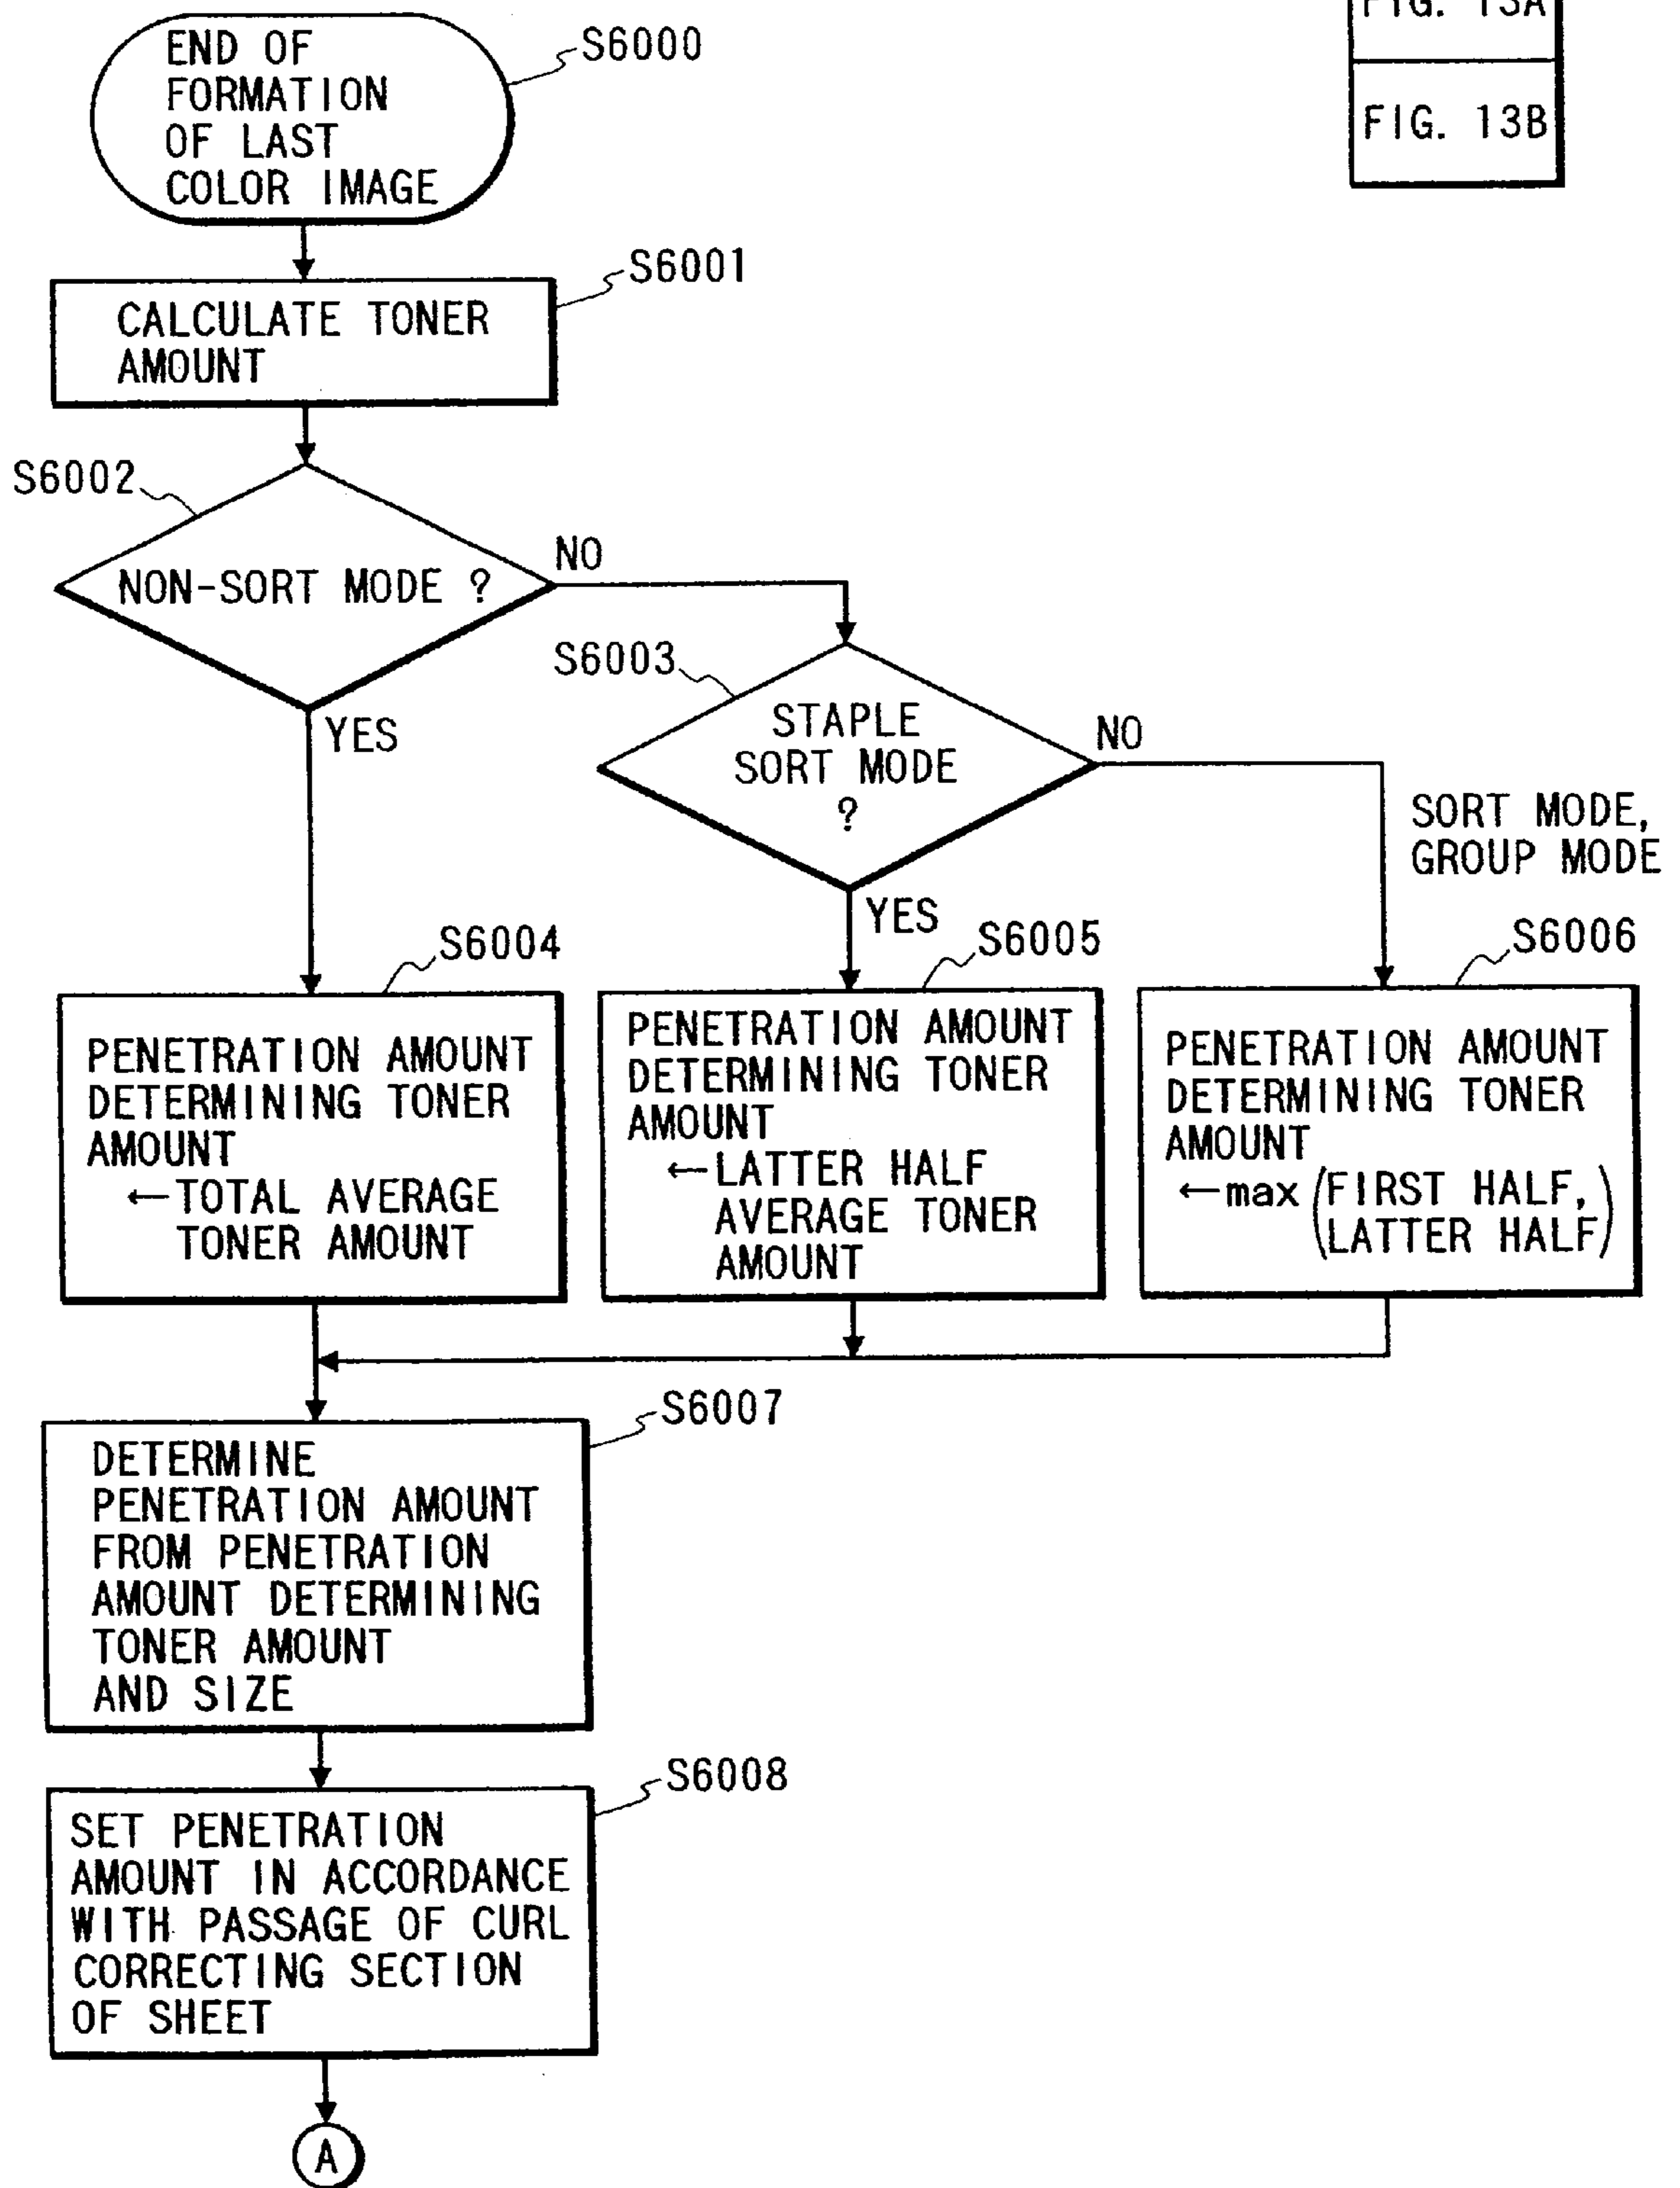 FIG. 13A
FIG. 13B
END OF
FORMATION
OF LAST
COLOR IMAGE
S6000
S6001
CALCULATE TONER
AMOUNT
S6002
NON-SORT MODE ?
NO
YES
S6003
STAPLE
SORT MODE
?
NO
YES
SORT MODE,
GROUP MODE
S6004
PENETRATION AMOUNT
DETERMINING TONER
AMOUNT
←TOTAL AVERAGE
TONER AMOUNT
S6005
PENETRATION AMOUNT
DETERMINING TONER
AMOUNT
←LATTER HALF
AVERAGE TONER
AMOUNT
S6006
PENETRATION AMOUNT
DETERMINING TONER
AMOUNT
←max (FIRST HALF,
LATTER HALF)
S6007
DETERMINE
PENETRATION AMOUNT
FROM PENETRATION
AMOUNT DETERMINING
TONER AMOUNT
AND SIZE
S6008
SET PENETRATION
AMOUNT IN ACCORDANCE
WITH PASSAGE OF CURL
CORRECTING SECTION
OF SHEET
A